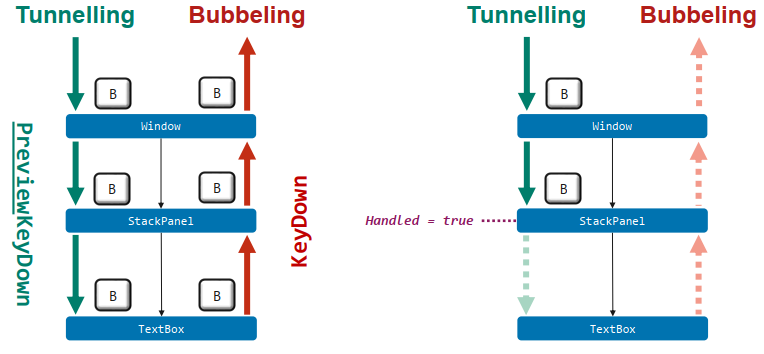 Tunnelling
Bubbeling
B
B
Window
PreviewKeyDown
B
B
StackPanel
KeyDown
B
B
TextBox
Tunnelling
Bubbeling
B
Window
B
Handled = true
StackPanel
TextBox